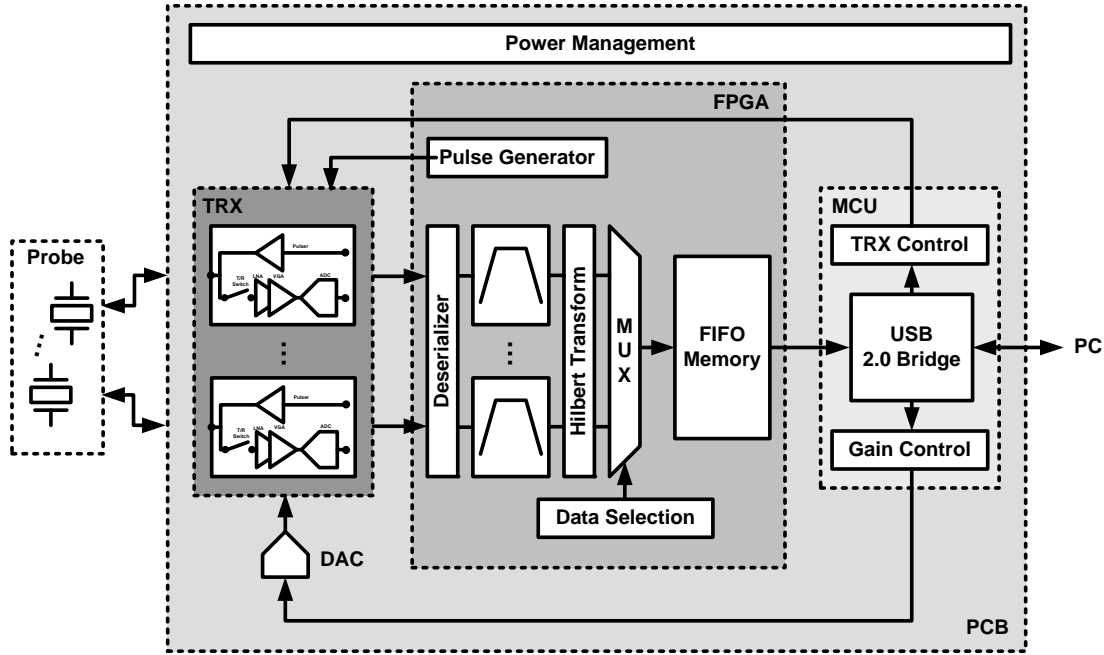 Power Management
FPGA
Pulse Generator
TRX
MCU
Probe
Pulser
T/R
Switch
LNA
VGA
ADC
TRX Control
Deserializer
Hilbert Transform
MUX
FIFO
Memory
USB
2.0 Bridge
PC
Pulser
T/R
Switch
LNA
VGA
ADC
Gain Control
Data Selection
DAC
PCB